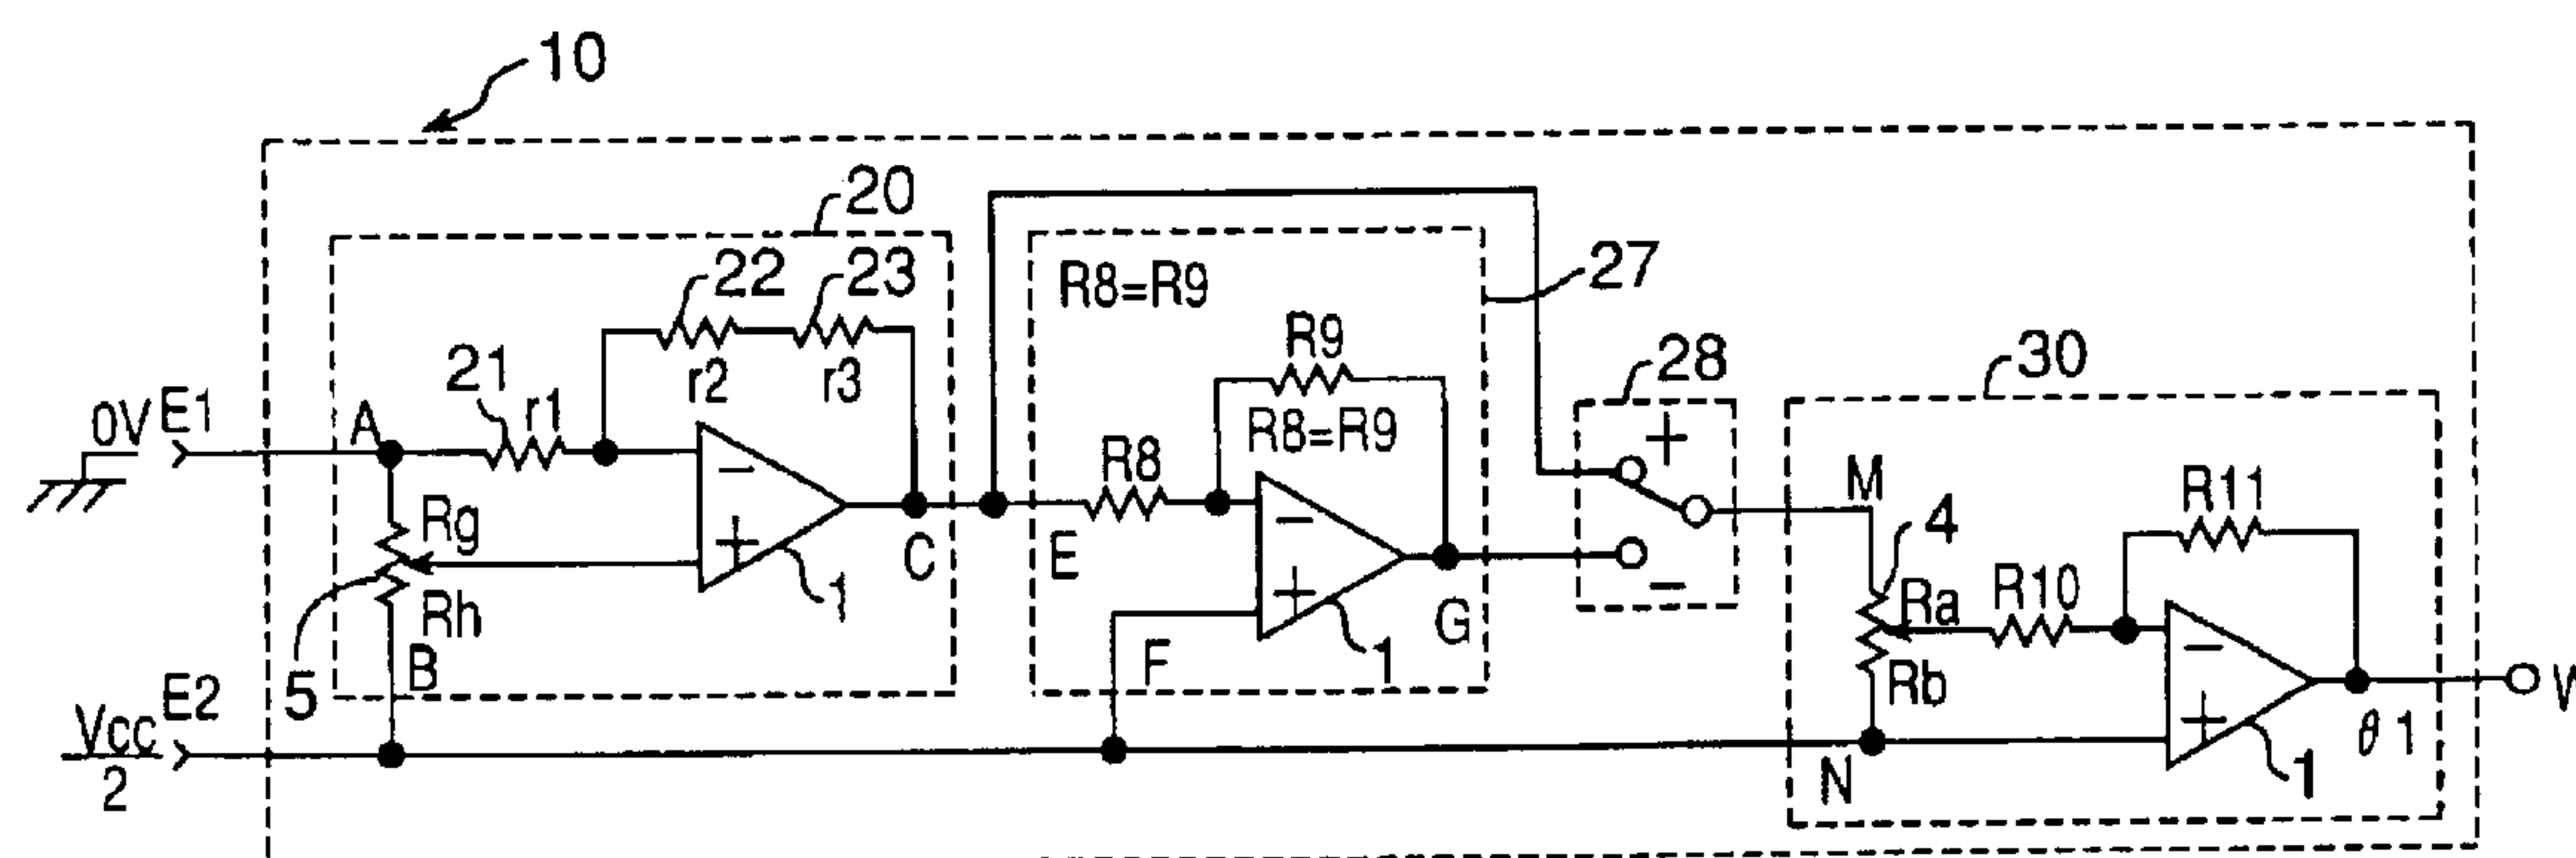 10
20
22
23
27
R8=R9
R9
21
r1
r2
r3
28
30
0V
E1
A
R8
R8=R9
+
M
R11
4
Rg
−
−
Ra
R10
+
C
E
+
−
−
Rh
1
G
Rb
5
B
F
1
+
θ1
Vcc
2
E2
N
1